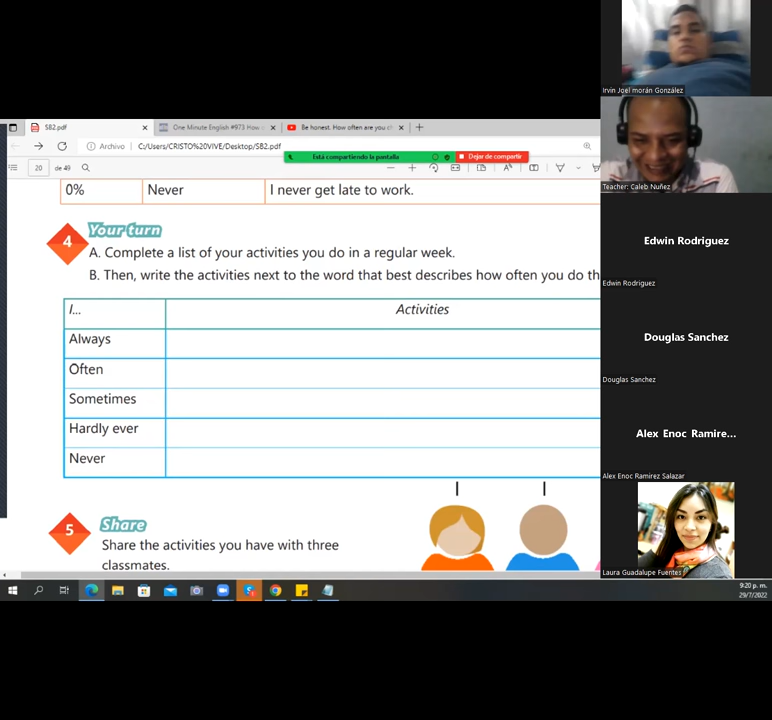 SB2.pdf
One Minute English #973 How
Be honest. How often are you
Archivo
C:/Users/CRISTO%20VIVE/Desktop/SB2.pdf
Está compartiendo la pantalla
Dejar de compartir
20
de 49
0%
Never
I never get late to work.
4
Your turn
A. Complete a list of your activities you do in a regular week.
B. Then, write the activities next to the word that best describes how often you do th
I...
Activities
Always
Often
Sometimes
Hardly ever
Never
5
Share
Share the activities you have with three
classmates.
Irvin Joel morán González
Teacher: Caleb Nuñez
Edwin Rodriguez
Edwin Rodriguez
Douglas Sanchez
Douglas Sanchez
Alex Enoc Ramire...
Alex Enoc Ramirez Salazar
Laura Guadalupe Fuentes
9:20 p. m.
29/7/2022